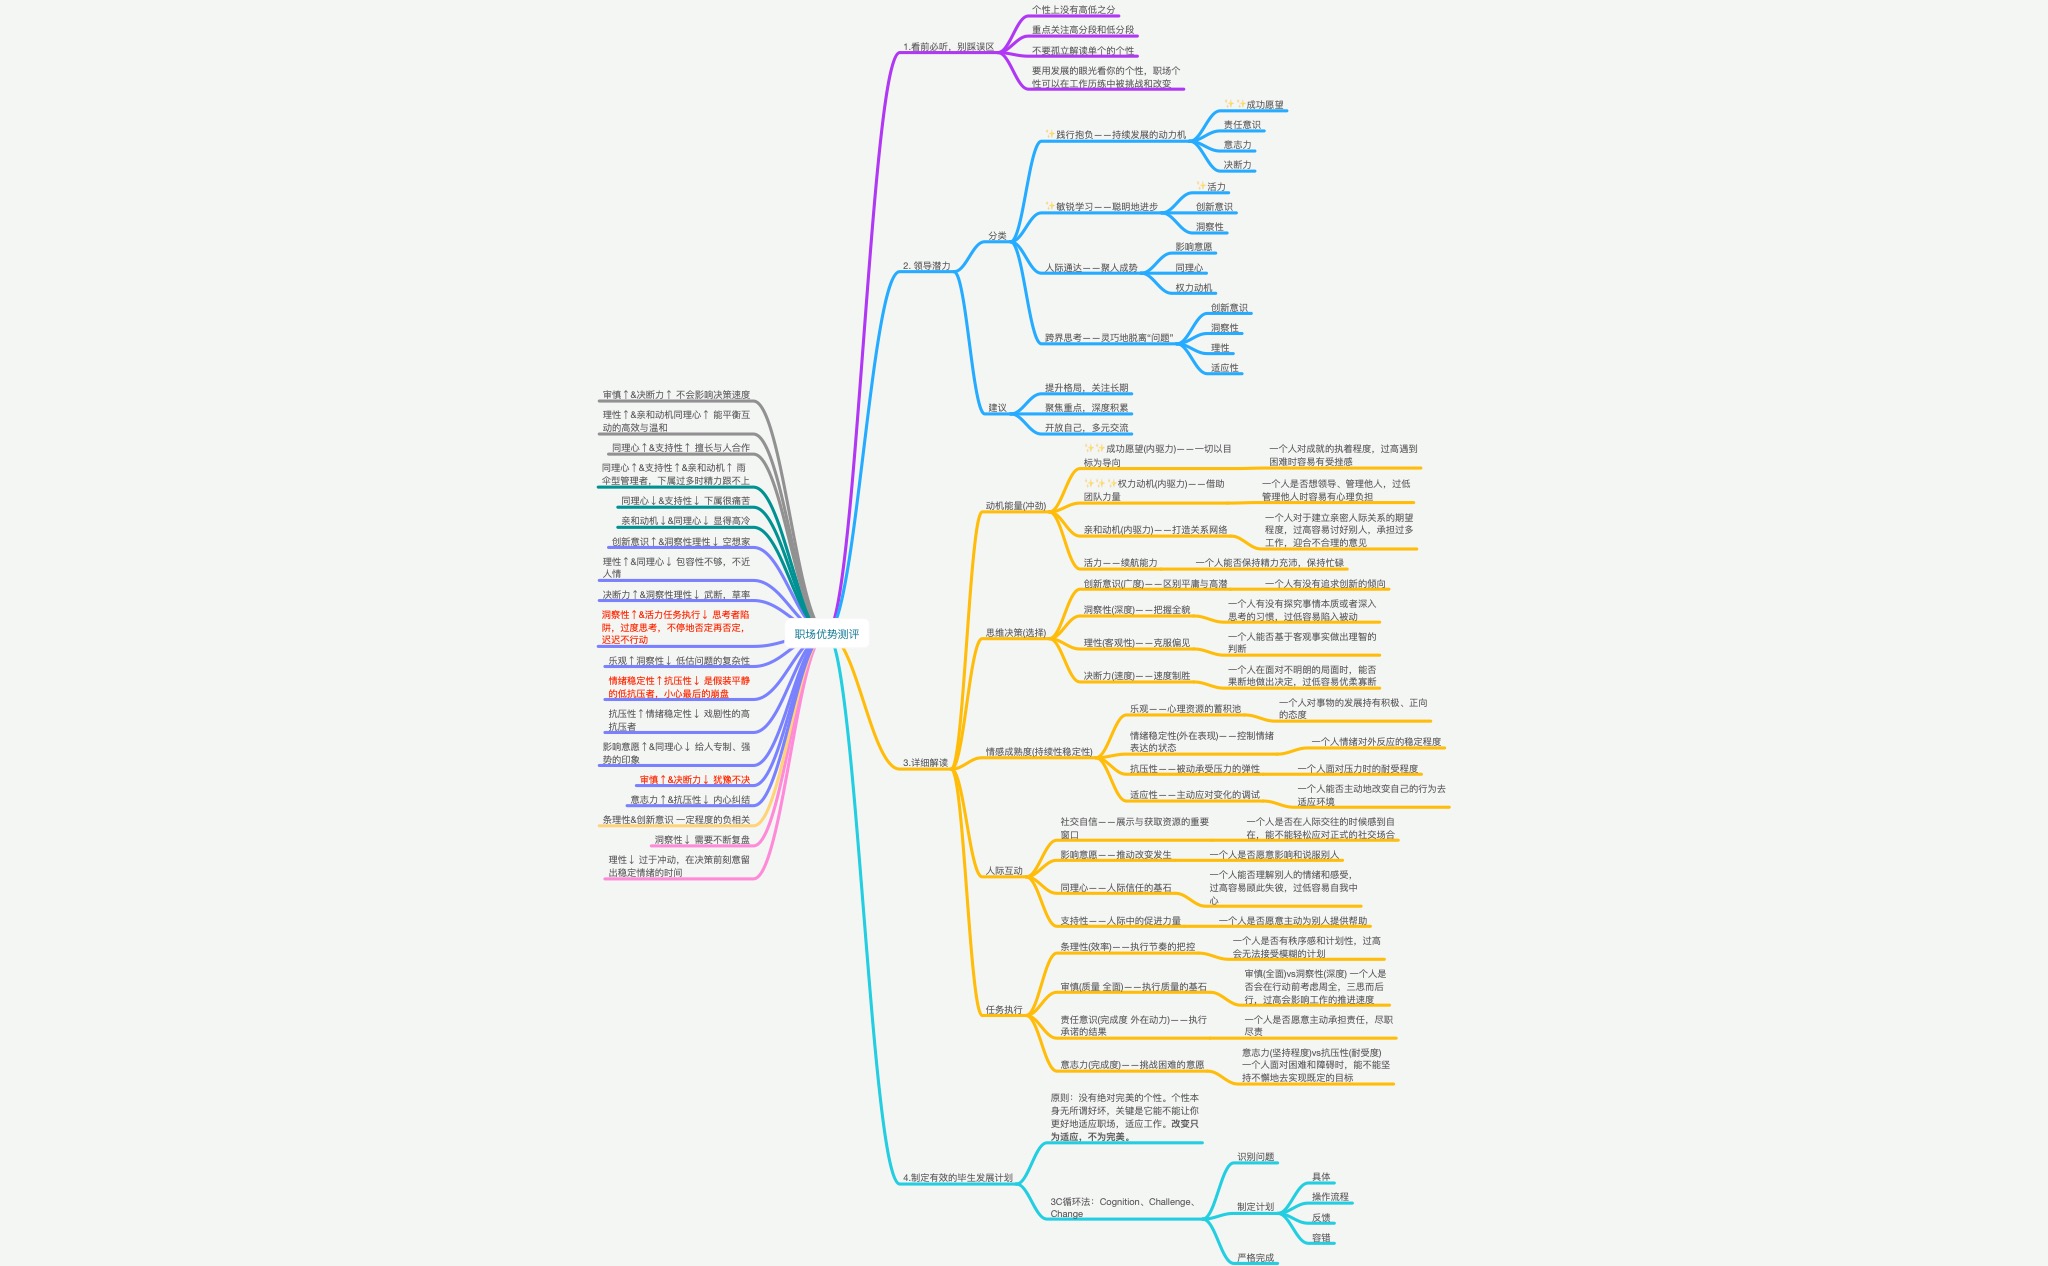 职场优势测评
1.看前必听，别踩误区
个性上没有高低之分
重点关注高分段和低分段
不要孤立解读单个的个性
要用发展的眼光看你的个性，职场个
性可以在工作历练中被挑战和改变
2. 领导潜力
分类
✨践行抱负——持续发展的动力机
✨✨成功愿望
责任意识
意志力
决断力
✨敏锐学习——聪明地进步
✨活力
创新意识
洞察性
人际通达——聚人成势
影响意愿
同理心
权力动机
跨界思考——灵巧地脱离“问题”
创新意识
洞察性
理性
适应性
建议
提升格局，关注长期
聚焦重点，深度积累
开放自己，多元交流
3.详细解读
动机能量(冲劲)
✨✨成功愿望(内驱力)——一切以目
标为导向
一个人对成就的执着程度，过高遇到
困难时容易有受挫感
✨✨✨权力动机(内驱力)——借助
团队力量
一个人是否想领导、管理他人，过低
管理他人时容易有心理负担
亲和动机(内驱力)——打造关系网络
一个人对于建立亲密人际关系的期望
程度，过高容易讨好别人，承担过多
工作，迎合不合理的意见
活力——续航能力
一个人能否保持精力充沛，保持忙碌
思维决策(选择)
创新意识(广度)——区别平庸与高潜
一个人有没有追求创新的倾向
洞察性(深度)——把握全貌
一个人有没有探究事情本质或者深入
思考的习惯，过低容易陷入被动
理性(客观性)——克服偏见
一个人能否基于客观事实做出理智的
判断
决断力(速度)——速度制胜
一个人在面对不明朗的局面时，能否
果断地做出决定，过低容易优柔寡断
情感成熟度(持续性稳定性)
乐观——心理资源的蓄积池
一个人对事物的发展持有积极、正向
的态度
情绪稳定性(外在表现)——控制情绪
表达的状态
一个人情绪对外反应的稳定程度
抗压性——被动承受压力的弹性
一个人面对压力时的耐受程度
适应性——主动应对变化的调试
一个人能否主动地改变自己的行为去
适应环境
人际互动
社交自信——展示与获取资源的重要
窗口
一个人是否在人际交往的时候感到自
在，能不能轻松应对正式的社交场合
影响意愿——推动改变发生
一个人是否愿意影响和说服别人
同理心——人际信任的基石
一个人能否理解别人的情绪和感受，
过高容易顾此失彼，过低容易自我中
心
支持性——人际中的促进力量
一个人是否愿意主动为别人提供帮助
任务执行
条理性(效率)——执行节奏的把控
一个人是否有秩序感和计划性，过高
会无法接受模糊的计划
审慎(质量 全面)——执行质量的基石
审慎(全面)vs洞察性(深度) 一个人是
否会在行动前考虑周全，三思而后
行，过高会影响工作的推进速度
责任意识(完成度 外在动力)——执行
承诺的结果
一个人是否愿意主动承担责任，尽职
尽责
意志力(完成度)——挑战困难的意愿
意志力(坚持程度)vs抗压性(耐受度)
一个人面对困难和障碍时，能不能坚
持不懈地去实现既定的目标
4.制定有效的毕生发展计划
原则：没有绝对完美的个性。个性本
身无所谓好坏，关键是它能不能让你
更好地适应职场，适应工作。改变只
为适应，不为完美。
3C循环法：Cognition、Challenge、
Change
识别问题
制定计划
具体
操作流程
反馈
容错
严格完成
审慎↑&决断力↑ 不会影响决策速度
理性↑&亲和动机同理心↑ 能平衡互
动的高效与温和
同理心↑&支持性↑ 擅长与人合作
同理心↑&支持性↑&亲和动机↑ 雨
伞型管理者，下属过多时精力跟不上
同理心↓&支持性↓ 下属很痛苦
亲和动机↓&同理心↓ 显得高冷
创新意识↑&洞察性理性↓ 空想家
理性↑&同理心↓ 包容性不够，不近
人情
决断力↑&洞察性理性↓ 武断，草率
洞察性↑&活力任务执行↓ 思考者陷
阱，过度思考，不停地否定再否定，
迟迟不行动
乐观↑洞察性↓ 低估问题的复杂性
情绪稳定性↑抗压性↓ 是假装平静
的低抗压者，小心最后的崩盘
抗压性↑情绪稳定性↓ 戏剧性的高
抗压者
影响意愿↑&同理心↓ 给人专制、强
势的印象
审慎↑&决断力↓ 犹豫不决
意志力↑&抗压性↓ 内心纠结
条理性&创新意识 一定程度的负相关
洞察性↓ 需要不断复盘
理性↓ 过于冲动，在决策前刻意留
出稳定情绪的时间